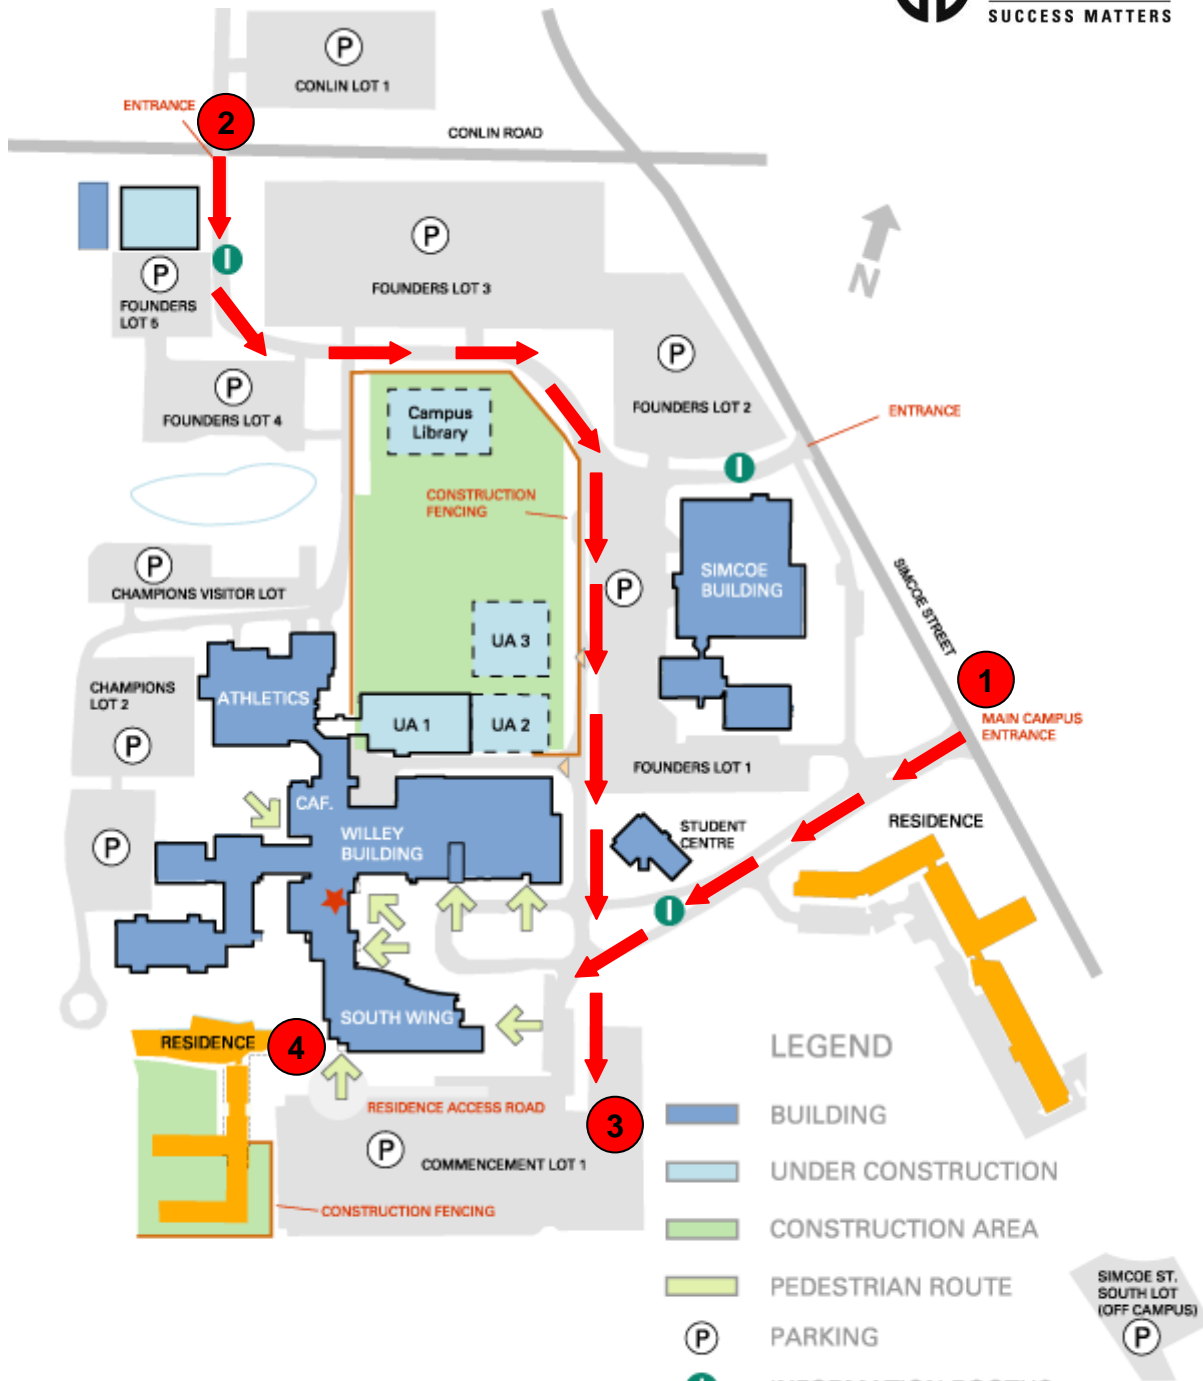 SUCCESS MATTERS
P
CONLIN LOT 1
ENTRANCE
2
CONLIN ROAD
P
FOUNDERS LOT 3
I
P
FOUNDERS
LOT 5
N
P
FOUNDERS LOT 4
P
FOUNDERS LOT 2
ENTRANCE
Campus
Library
I
CONSTRUCTION
FENCING
P
CHAMPIONS VISITOR LOT
P
SIMCOE
BUILDING
SIMCOE STREET
UA 3
1
MAIN CAMPUS
ENTRANCE
CHAMPIONS
LOT 2
P
ATHLETICS
UA 1
UA 2
FOUNDERS LOT 1
CAF.
WILLEY
BUILDING
P
STUDENT
CENTRE
RESIDENCE
I
SOUTH WING
RESIDENCE
4
RESIDENCE ACCESS ROAD
3
P
COMMENCEMENT LOT 1
CONSTRUCTION FENCING
LEGEND
BUILDING
UNDER CONSTRUCTION
CONSTRUCTION AREA
PEDESTRIAN ROUTE
P
PARKING
SIMCOE ST.
SOUTH LOT
(OFF CAMPUS)
P